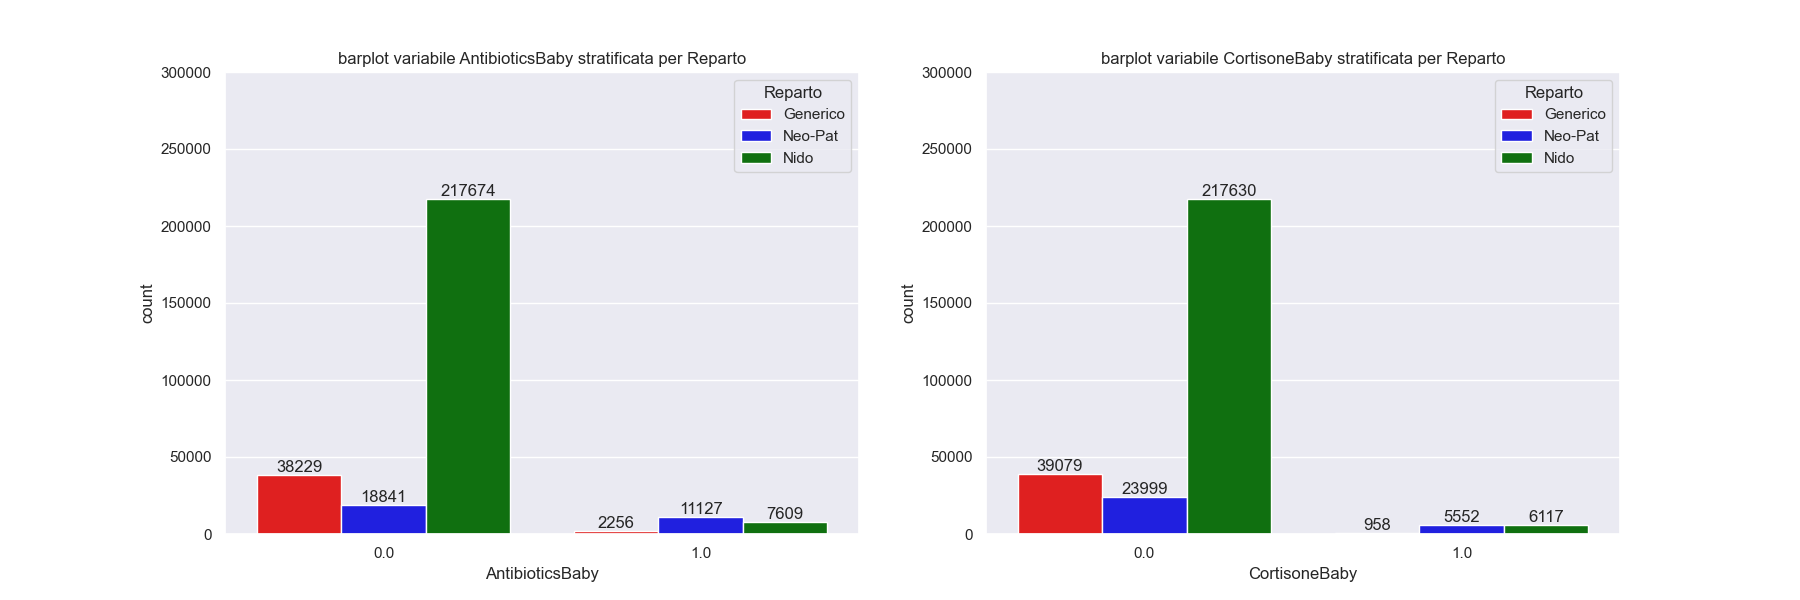 barplot variabile AntibioticsBaby stratificata per Reparto
300000
250000
200000
150000
100000
50000
0
count
Reparto
Generico
Neo-Pat
Nido
38229
18841
217674
2256
11127
7609
0.0
1.0
AntibioticsBaby
barplot variabile CortisoneBaby stratificata per Reparto
300000
250000
200000
150000
100000
50000
0
count
Reparto
Generico
Neo-Pat
Nido
39079
23999
217630
958
5552
6117
0.0
1.0
CortisoneBaby